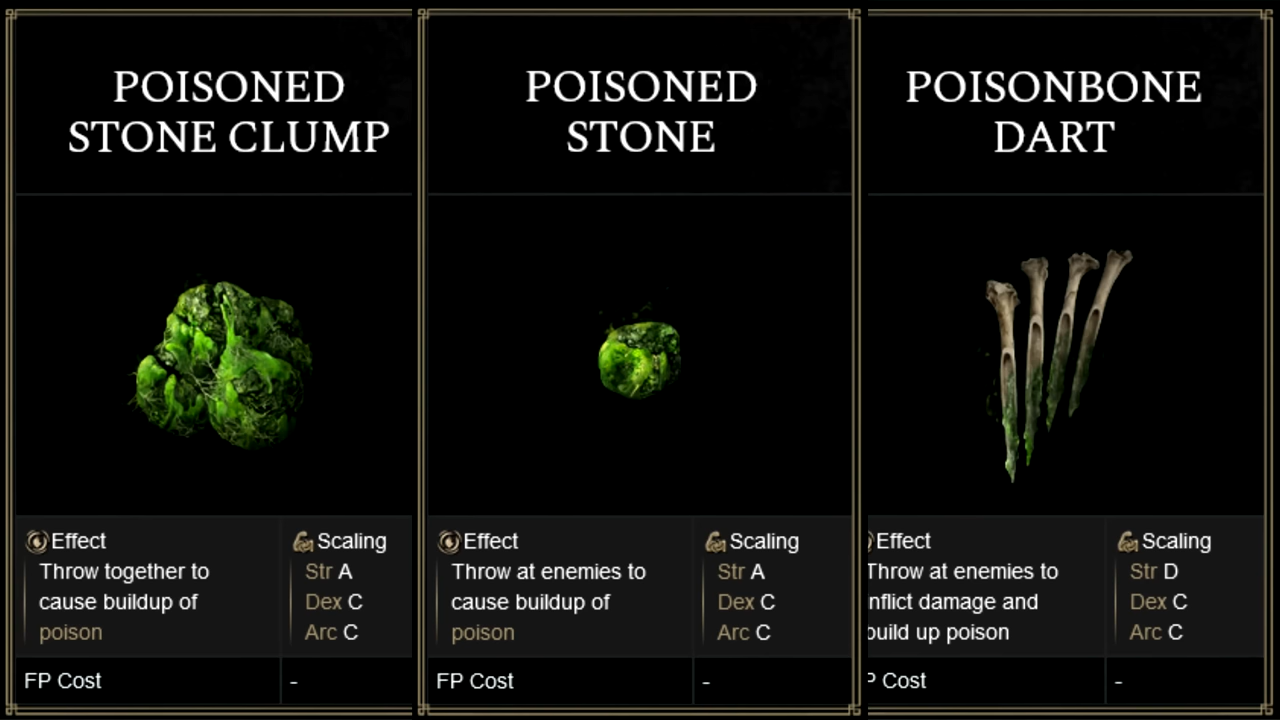 POISONED
STONE CLUMP
Effect
Throw together to
cause buildup of
poison
Scaling
Str A
Dex C
Arc C
FP Cost
-
POISONED
STONE
Effect
Throw at enemies to
cause buildup of
poison
Scaling
Str A
Dex C
Arc C
FP Cost
-
POISONBONE
DART
Effect
Throw at enemies to
nflict damage and
build up poison
Scaling
Str D
Dex C
Arc C
P Cost
-